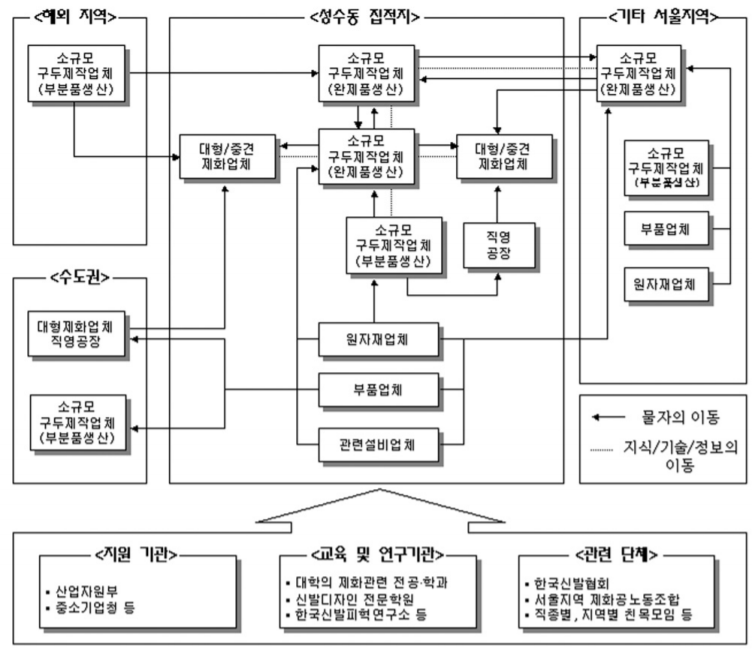 <해외 지역>
소규모
구두제작업체
(부분품생산)
<성수동 집적지>
소규모
구두제작업체
(완제품생산)
대형/중견
제화업체
소규모
구두제작업체
(완제품생산)
대형/중견
제화업체
소규모
구두제작업체
(부분품생산)
직영
공장
원자재업체
부품업체
관련설비업체
<기타 서울지역>
소규모
구두제작업체
(완제품생산)
소규모
구두제작업체
(부분품생산)
부품업체
원자재업체
<수도권>
대형제화업체
직영공장
소규모
구두제작업체
(부분품생산)
물자의 이동
지식/기술/정보의
이동
<지원 기관>
▪ 산업자원부
▪ 중소기업청 등
<교육 및 연구기관>
▪ 대학의 제화관련 전공·학과
▪ 신발디자인 전문학원
▪ 한국신발피혁연구소 등
<관련 단체>
▪ 한국신발협회
▪ 서울지역 제화공노동조합
▪ 직종별, 지역별 친목모임 등